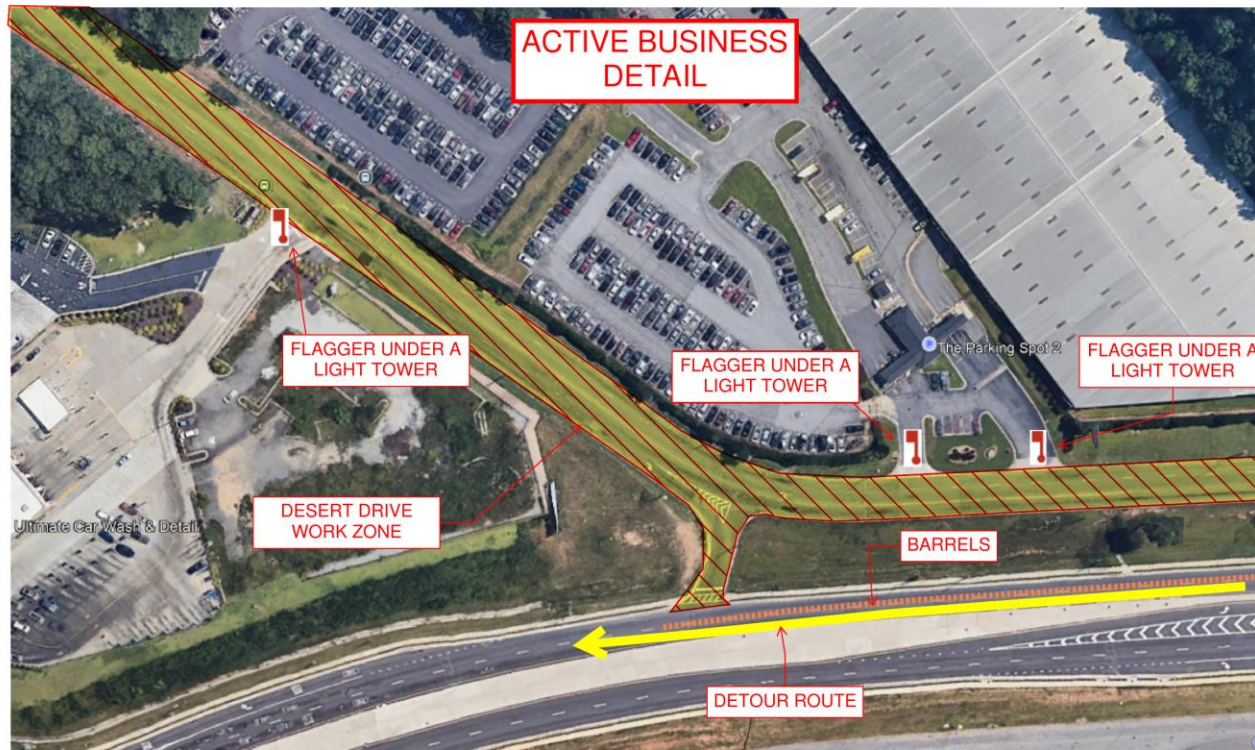 ACTIVE BUSINESS
DETAIL
FLAGGER UNDER A
LIGHT TOWER
FLAGGER UNDER A
LIGHT TOWER
The Parking Spot 2
FLAGGER UNDER A
LIGHT TOWER
DESERT DRIVE
WORK ZONE
Ultimate Car Wash & Detail
BARRELS
DETOUR ROUTE